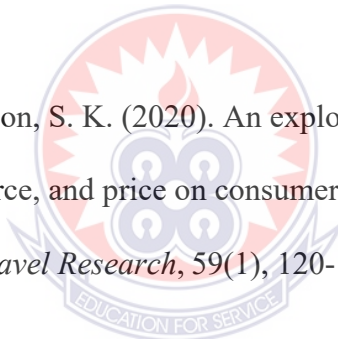 on, S. K. (2020). An explo
rce, and price on consumer
avel Research, 59(1), 120-
EDUCATION FOR SERVICE